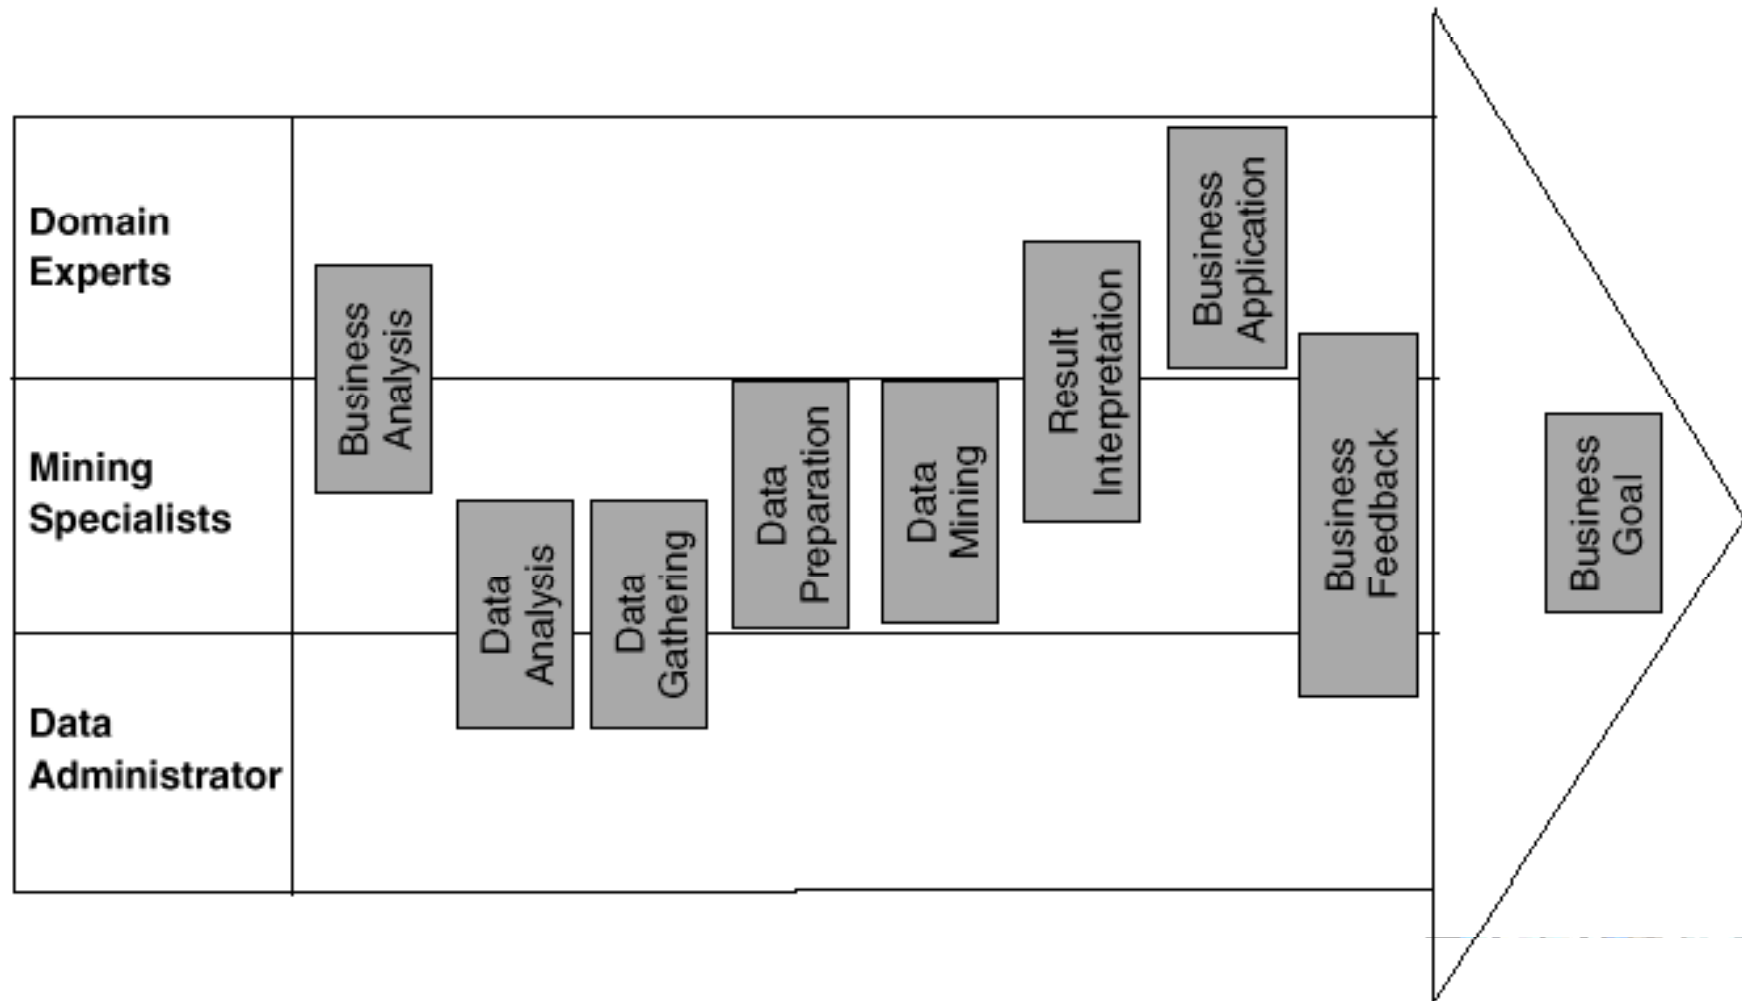 Domain
Experts
Mining
Specialists
Data
Administrator
Business
Analysis
Data
Analysis
Data
Gathering
Data
Preparation
Data
Mining
Result
Interpretation
Business
Application
Business
Feedback
Business
Goal